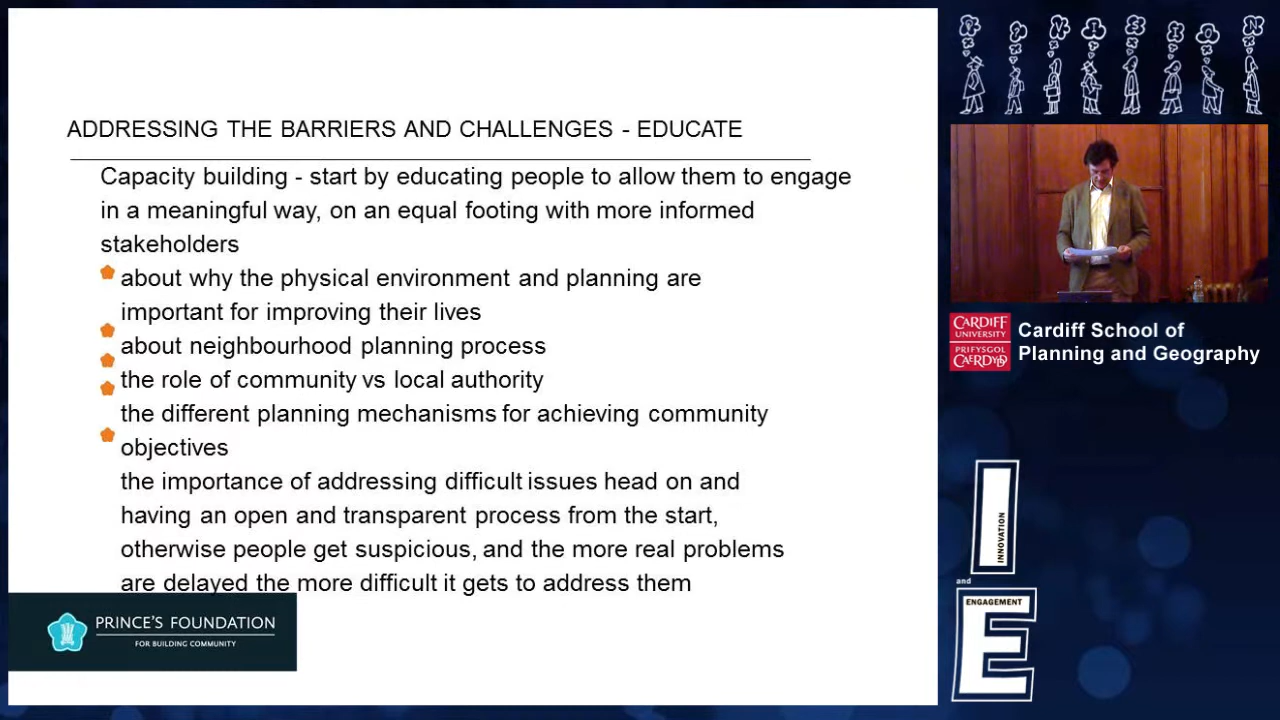 ADDRESSING THE BARRIERS AND CHALLENGES - EDUCATE
Capacity building - start by educating people to allow them to engage
in a meaningful way, on an equal footing with more informed
stakeholders
about why the physical environment and planning are
important for improving their lives
about neighbourhood planning process
the role of community vs local authority
the different planning mechanisms for achieving community
objectives
the importance of addressing difficult issues head on and
having an open and transparent process from the start,
otherwise people get suspicious, and the more real problems
are delayed the more difficult it gets to address them
PRINCE'S FOUNDATION
FOR BUILDING COMMUNITY
P ? V I S I O N
CARDIFF
UNIVERSITY
PRIFYSGOL
CAERDYDD
Cardiff School of
Planning and Geography
I
INNOVATION
and
ENGAGEMENT
E